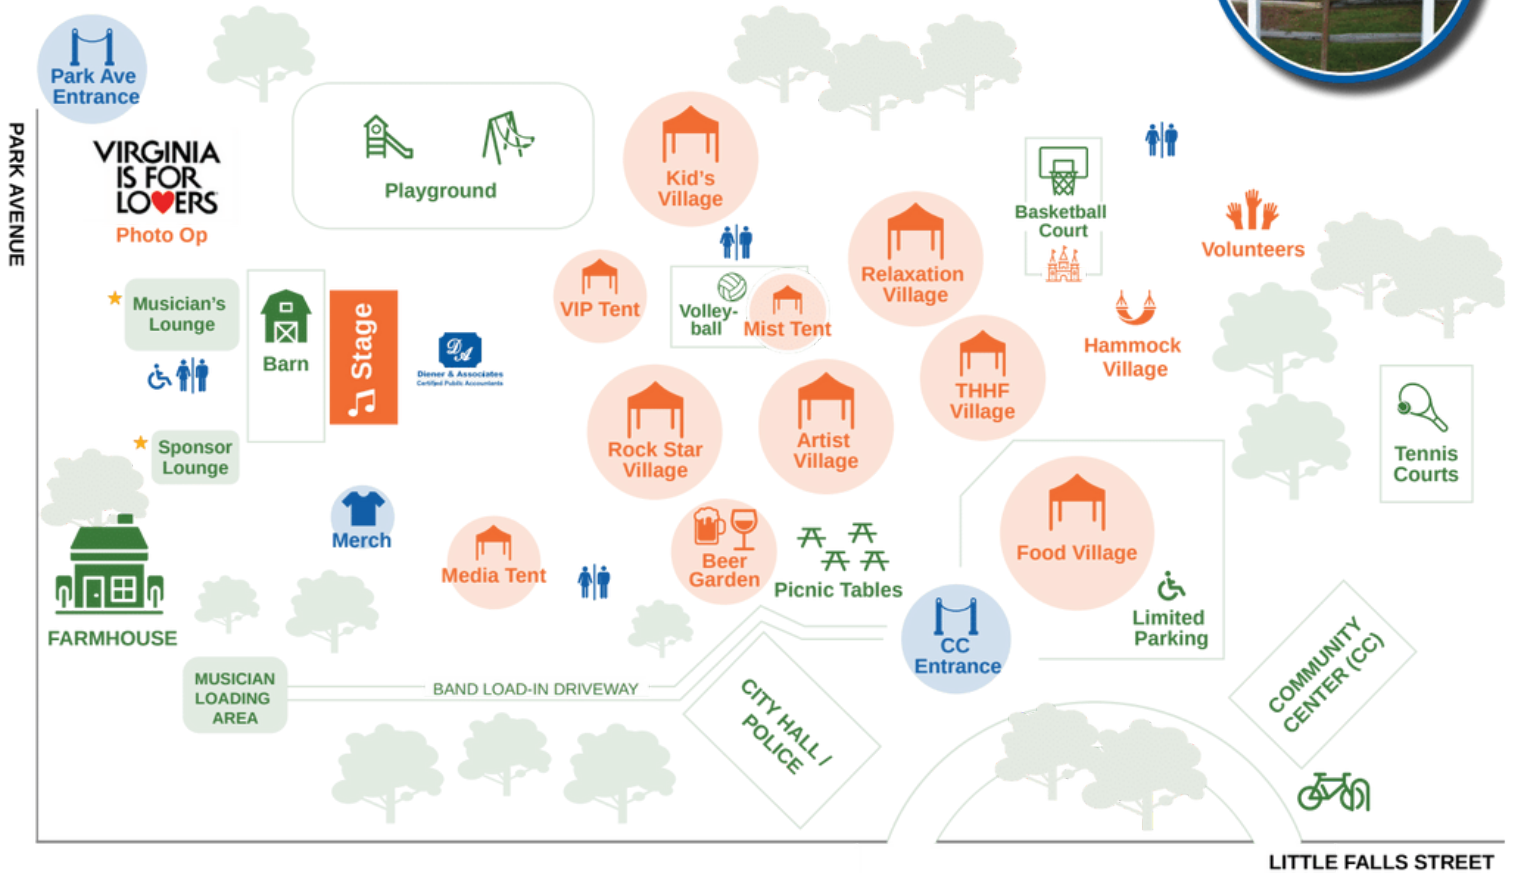 Park Ave
Entrance
PARK AVENUE
VIRGINIA
IS FOR
LO♥ERS
Photo Op
Playground
Kid's
Village
Basketball
Court
Volunteers
Relaxation
Village
VIP Tent
Volley-
ball
Mist Tent
Musician's
Lounge
Barn
Stage
DA
Diener & Associates
Certified Public Accountants
Hammock
Village
THHF
Village
Rock Star
Village
Artist
Village
Tennis
Courts
Sponsor
Lounge
Merch
Media Tent
Beer
Garden
Picnic Tables
Food Village
Limited
Parking
FARMHOUSE
CC
Entrance
MUSICIAN
LOADING
AREA
BAND LOAD-IN DRIVEWAY
CITY HALL /
POLICE
COMMUNITY
CENTER (CC)
LITTLE FALLS STREET